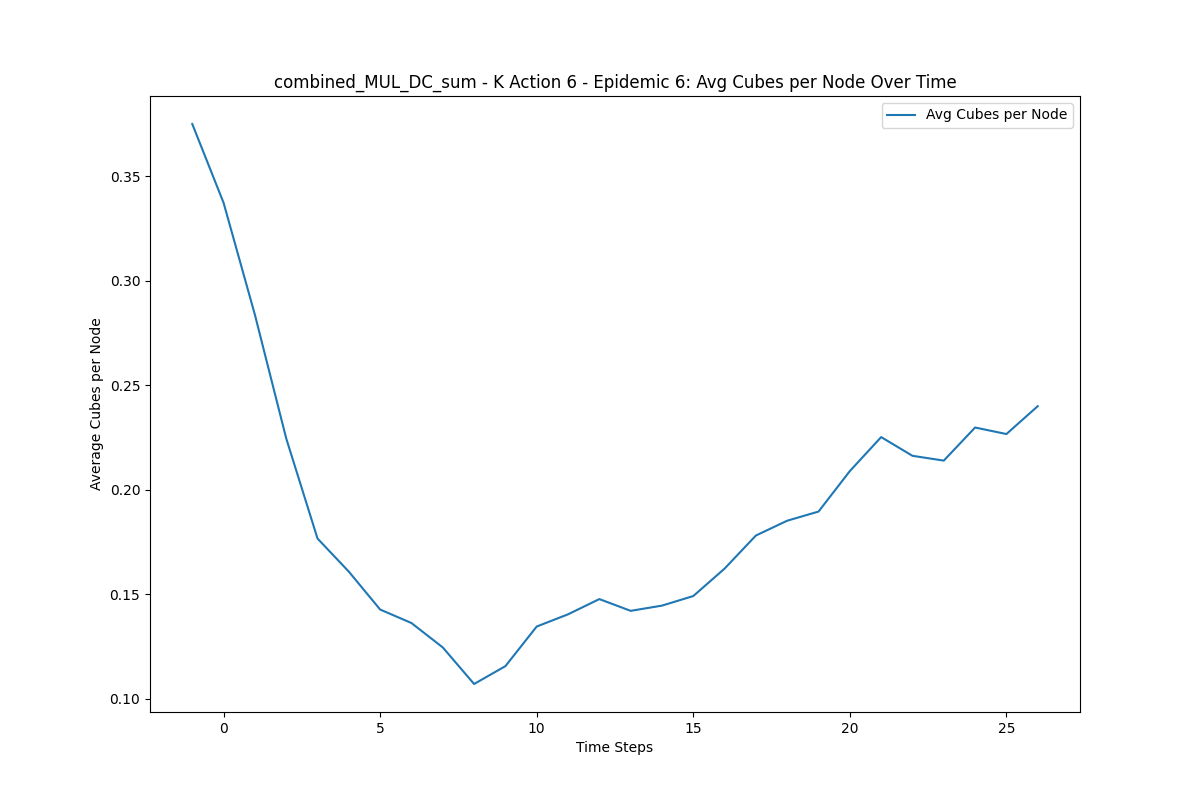 combined_MUL_DC_sum - K Action 6 - Epidemic 6: Avg Cubes per Node Over Time
Avg Cubes per Node
Average Cubes per Node
0.35
0.30
0.25
0.20
0.15
0.10
0 5 10 15 20 25
Time Steps